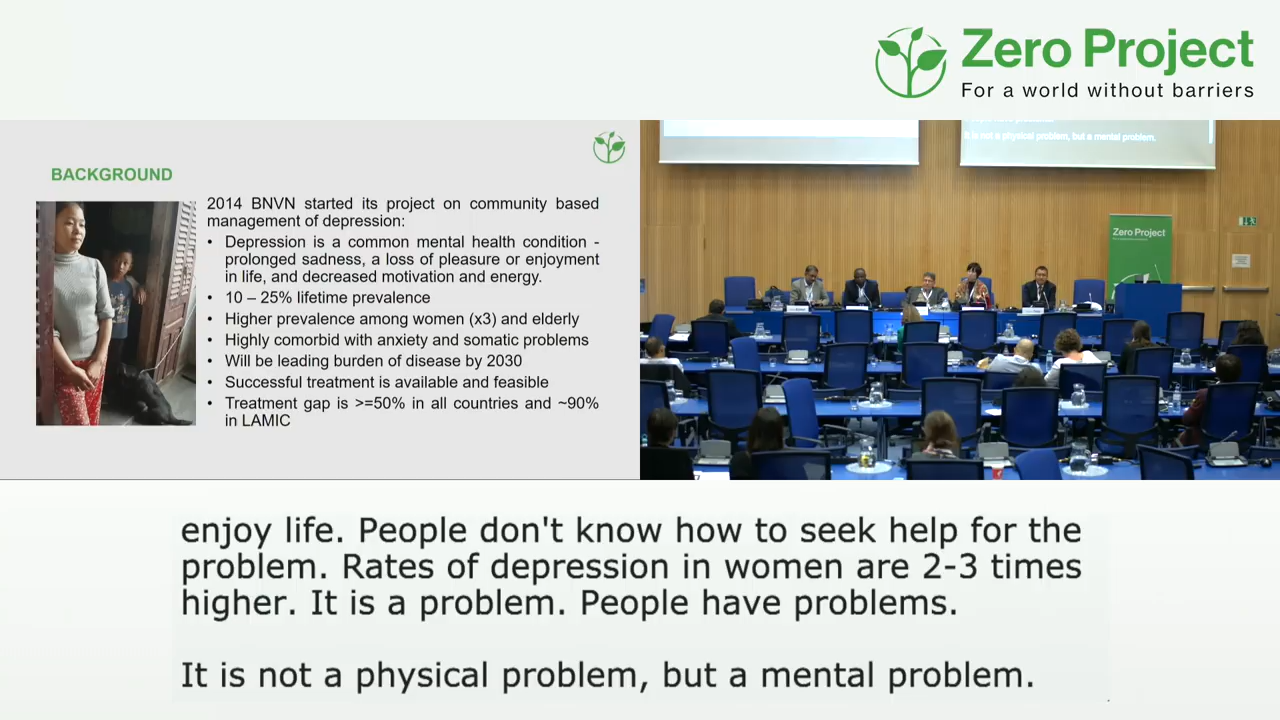 Zero Project
For a world without barriers
BACKGROUND
2014 BNVN started its project on community based
management of depression:
• Depression is a common mental health condition -
prolonged sadness, a loss of pleasure or enjoyment
in life, and decreased motivation and energy.
• 10 – 25% lifetime prevalence
• Higher prevalence among women (x3) and elderly
• Highly comorbid with anxiety and somatic problems
• Will be leading burden of disease by 2030
• Successful treatment is available and feasible
• Treatment gap is >=50% in all countries and ~90%
in LAMIC
It is not a physical problem, but a mental problem.
Zero Project
enjoy life. People don't know how to seek help for the
problem. Rates of depression in women are 2-3 times
higher. It is a problem. People have problems.
It is not a physical problem, but a mental problem.